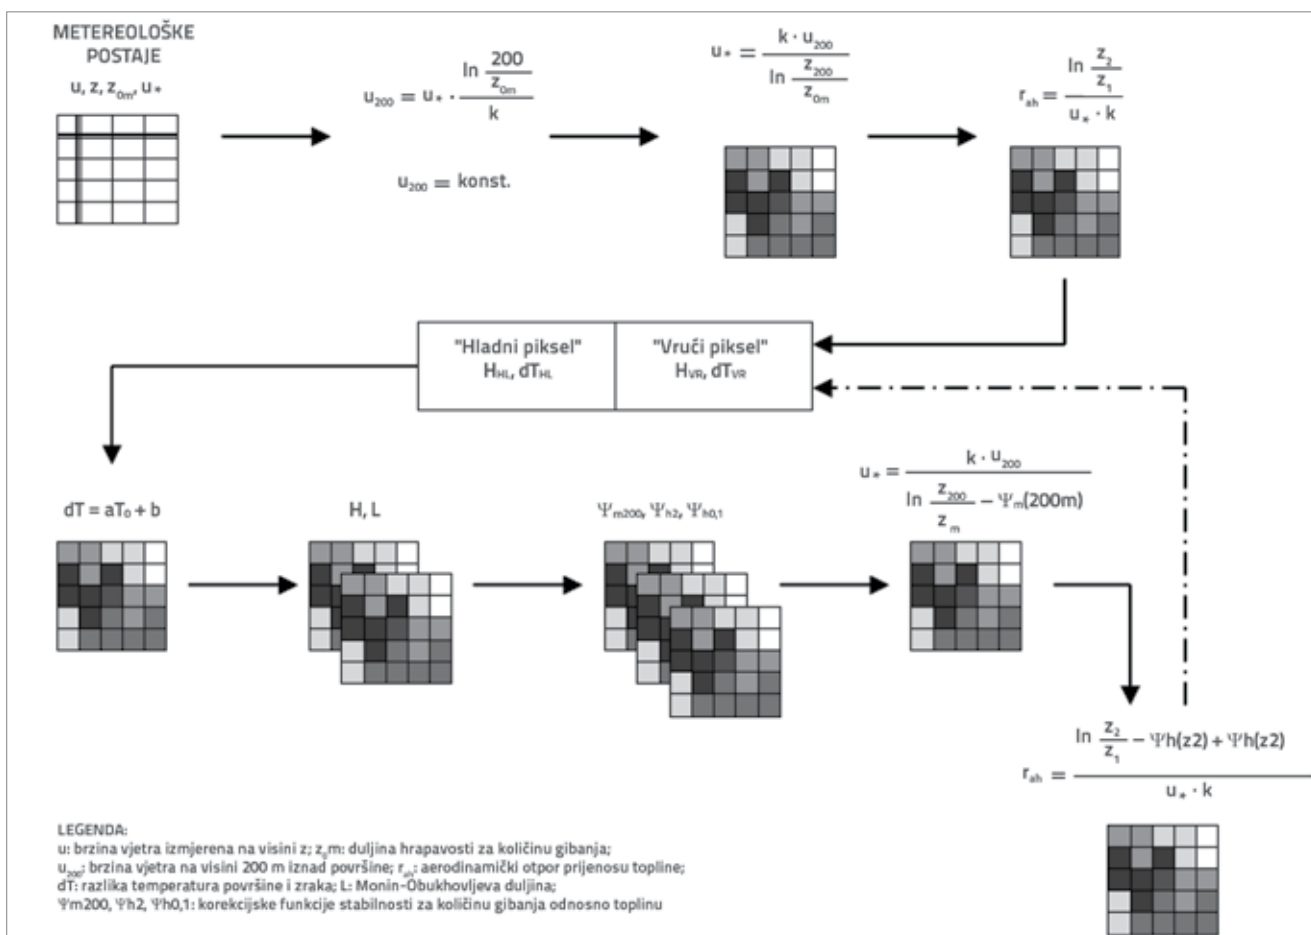 METEREOLOŠKE
POSTAJE
u, z, z₀ₘ, u*
u₂₀₀ = u* · (ln (200 / z₀ₘ)) / k
u₂₀₀ = konst.
u* = (k · u₂₀₀) / (ln (z₂₀₀ / z₀ₘ))
rₐₕ = (ln (z₂ / z₁)) / (u* · k)
"Hladni piksel"
H_HL, dT_HL
"Vrući piksel"
H_VR, dT_VR
dT = aT₀ + b
H, L
Ψₘ₂₀₀, Ψₕ₂, Ψₕ₀,₁
u* = (k · u₂₀₀) / (ln (z₂₀₀ / zₘ) − Ψₘ(200m))
rₐₕ = (ln (z₂ / z₁) − Ψh(z2) + Ψh(z2)) / (u* · k)
LEGENDA:
u: brzina vjetra izmjerena na visini z; z₀m: duljina hrapavosti za količinu gibanja;
u₂₀₀: brzina vjetra na visini 200 m iznad površine; rₐₕ: aerodinamički otpor prijenosu topline;
dT: razlika temperatura površine i zraka; L: Monin-Obukhovljeva duljina;
Ψm200, Ψh2, Ψh0,1: korekcijske funkcije stabilnosti za količinu gibanja odnosno toplinu